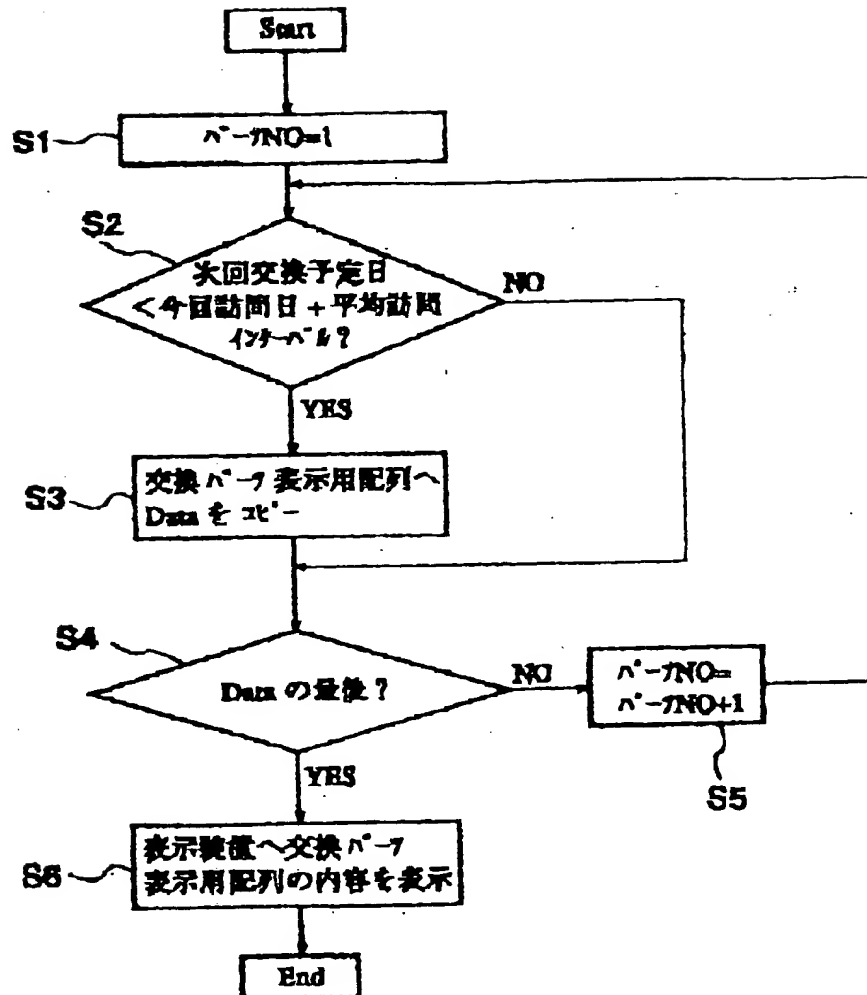 Start
S1
パーツNO=1
S2
次回交換予定日
<今回訪問日+平均訪問
インターバル?
NO
YES
S3
交換パーツ表示用配列へ
Dataをコピー
S4
Dataの最後?
NO
パーツNO=
パーツNO+1
S5
YES
S6
表示装置へ交換パーツ
表示用配列の内容を表示
End